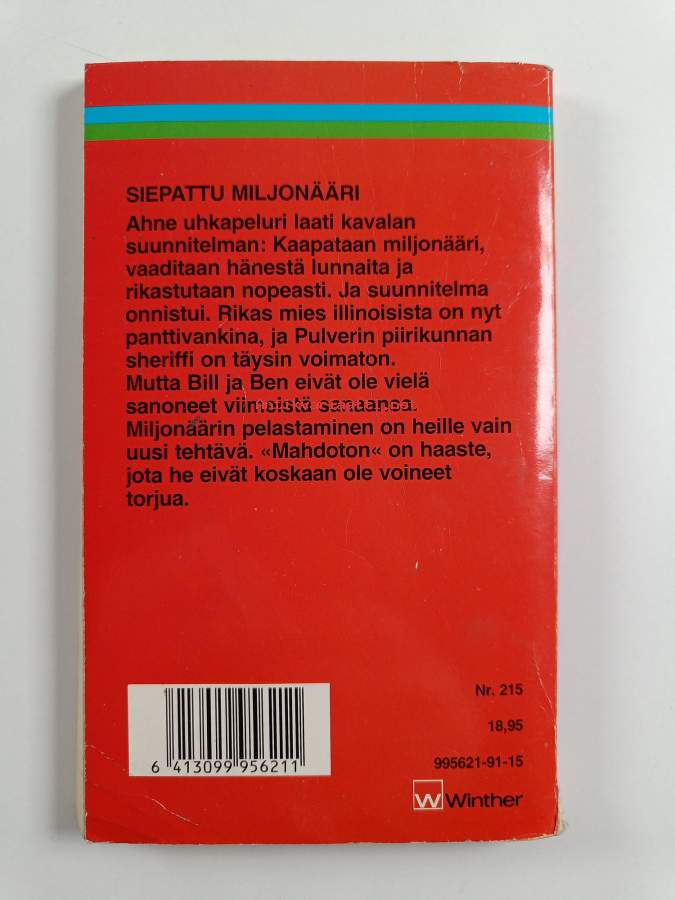 SIEPATTU MILJONÄÄRI
Ahne uhkapeluri laati kavalan
suunnitelman: Kaapataan miljonääri,
vaaditaan hänestä lunnaita ja
rikastutaan nopeasti. Ja suunnitelma
onnistui. Rikas mies illinoisista on nyt
panttivankina, ja Pulverin piirikunnan
sheriffi on täysin voimaton.
Mutta Bill ja Ben eivät ole vielä
sanoneet viimeistä sanaansa.
Miljonäärin pelastaminen on heille vain
uusi tehtävä. «Mahdoton« on haaste,
jota he eivät koskaan ole voineet
torjua.
Nr. 215
18,95
995621-91-15
6 413099 956211
W Winther